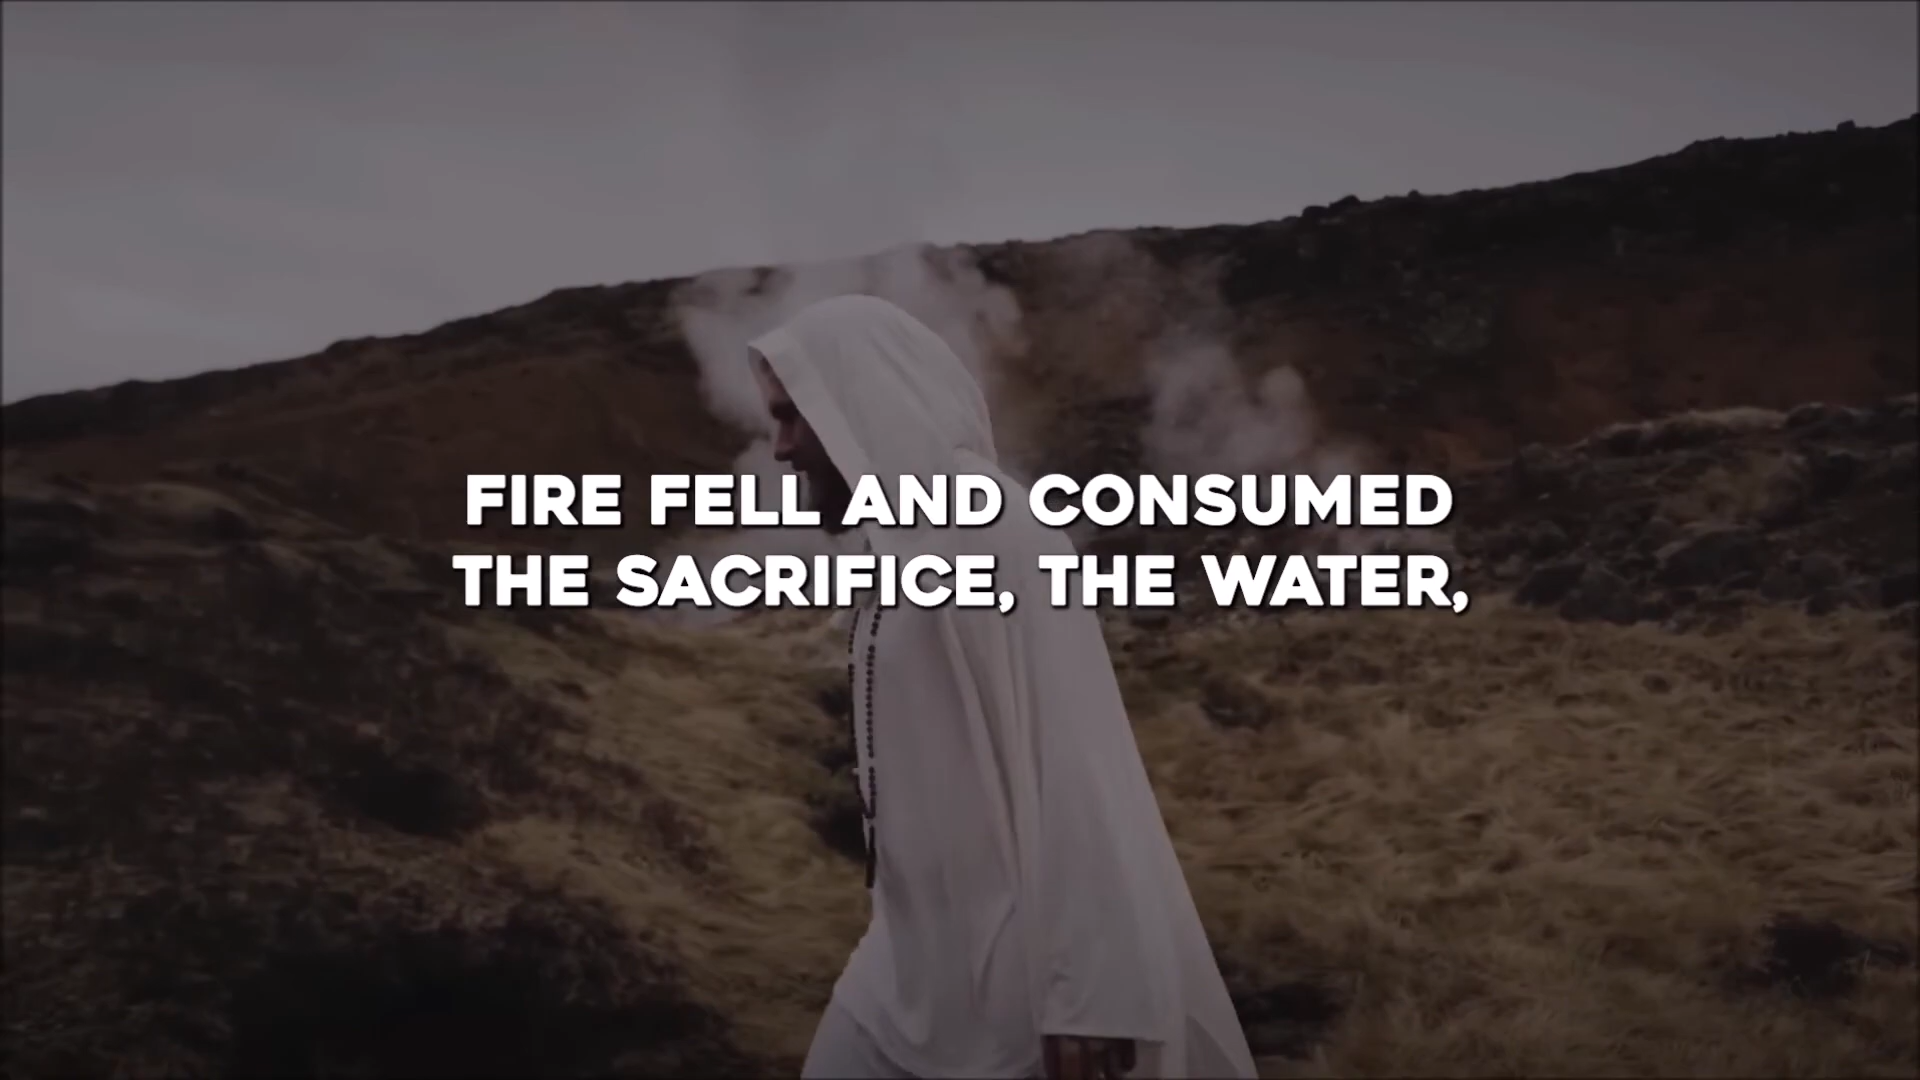 FIRE FELL AND CONSUMED
THE SACRIFICE, THE WATER,